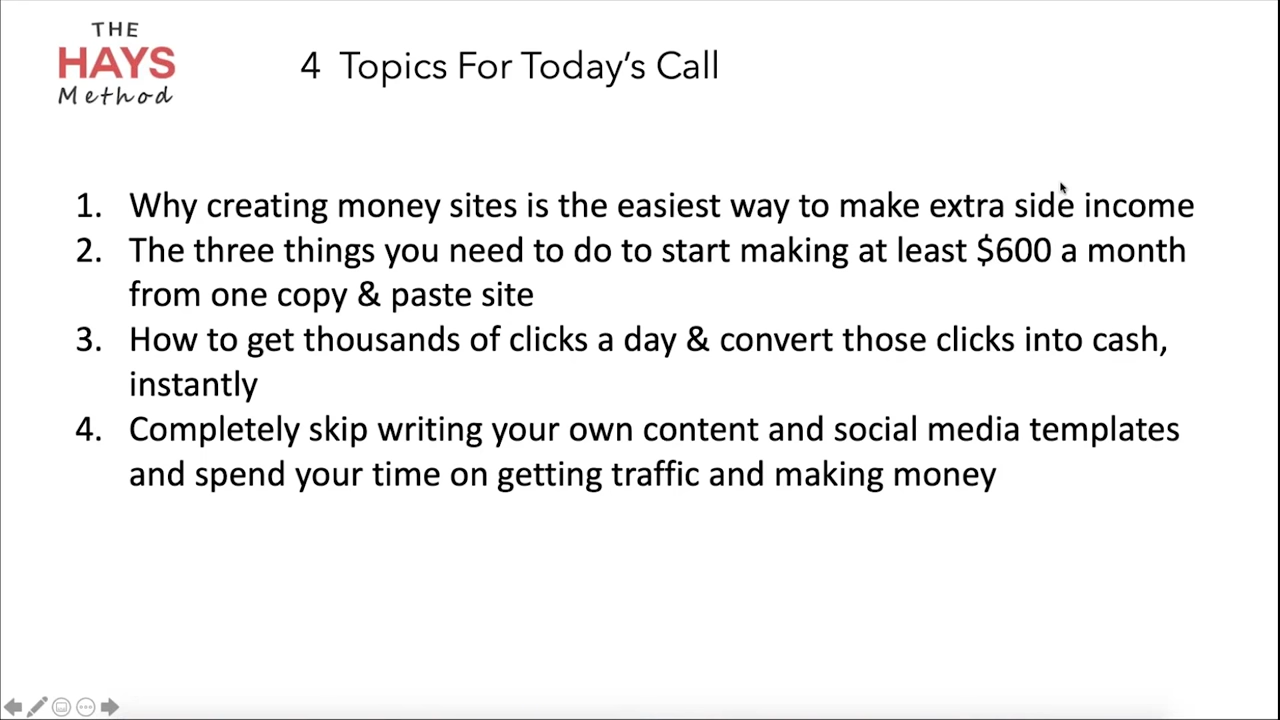 THE
HAYS
Method
4 Topics For Today's Call
1. Why creating money sites is the easiest way to make extra side income
2. The three things you need to do to start making at least $600 a month
from one copy & paste site
3. How to get thousands of clicks a day & convert those clicks into cash,
instantly
4. Completely skip writing your own content and social media templates
and spend your time on getting traffic and making money